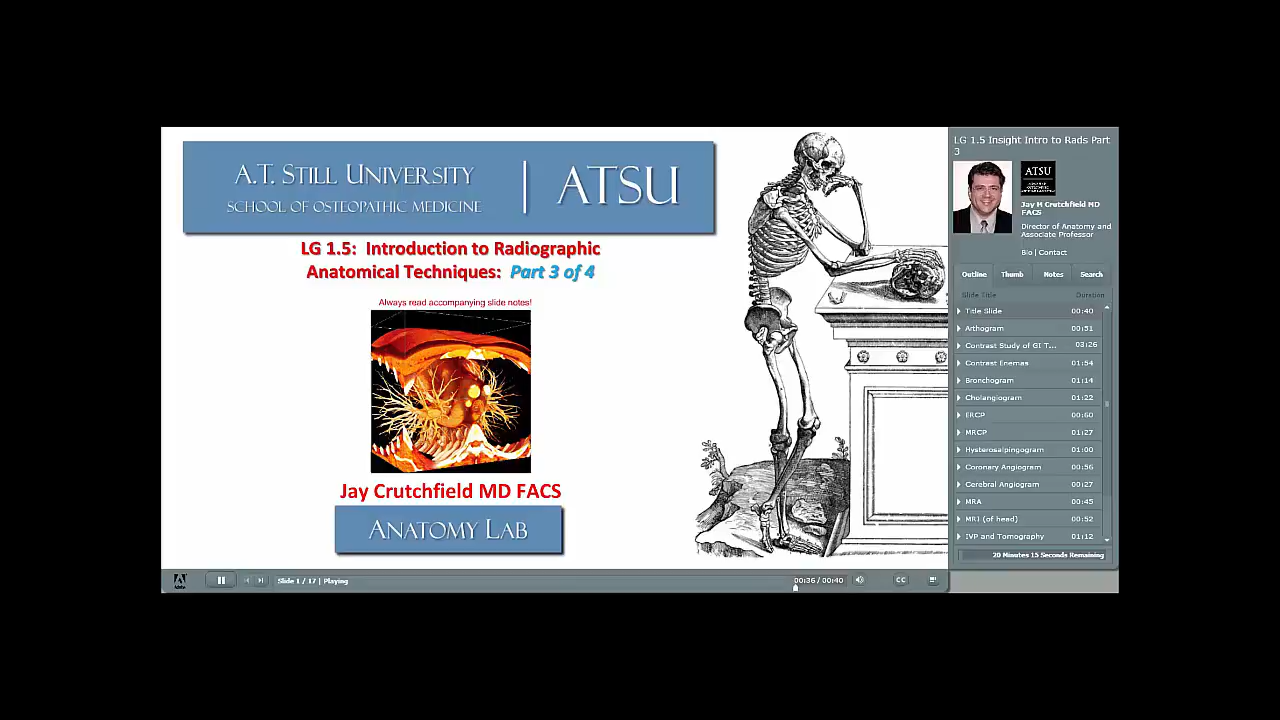 A.T. STILL UNIVERSITY
SCHOOL OF OSTEOPATHIC MEDICINE
ATSU
LG 1.5: Introduction to Radiographic
Anatomical Techniques: Part 3 of 4
Always read accompanying slide notes!
Jay Crutchfield MD FACS
ANATOMY LAB
Slide 1 / 17 | Playing
00:36 / 00:40
CC
LG 1.5 Insight Intro to Rads Part
3
ATSU
Jay M Crutchfield MD
FACS
Director of Anatomy and
Associate Professor
Bio | Contact
Outline Thumb Notes Search
Slide Title Duration
Title Slide 00:40
Arthogram 00:51
Contrast Study of GI T... 03:26
Contrast Enemas 01:54
Bronchogram 01:14
Cholangiogram 01:22
ERCP 00:60
MRCP 01:27
Hysterosalpingogram 01:00
Coronary Angiogram 00:56
Cerebral Angiogram 00:27
MRA 00:45
MRI (of head) 00:52
IVP and Tomography 01:12
20 Minutes 15 Seconds Remaining